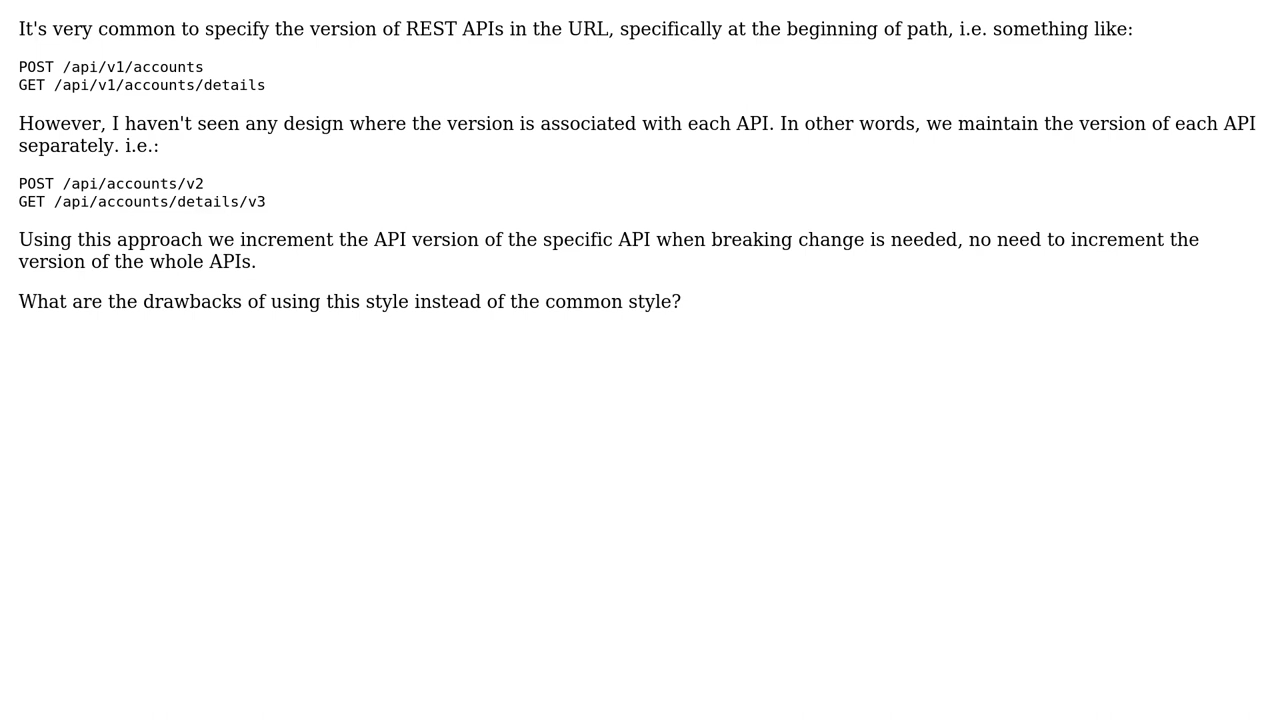 It's very common to specify the version of REST APIs in the URL, specifically at the beginning of path, i.e. something like:
POST /api/v1/accounts
GET /api/v1/accounts/details
However, I haven't seen any design where the version is associated with each API. In other words, we maintain the version of each API
separately. i.e.:
POST /api/accounts/v2
GET /api/accounts/details/v3
Using this approach we increment the API version of the specific API when breaking change is needed, no need to increment the
version of the whole APIs.
What are the drawbacks of using this style instead of the common style?